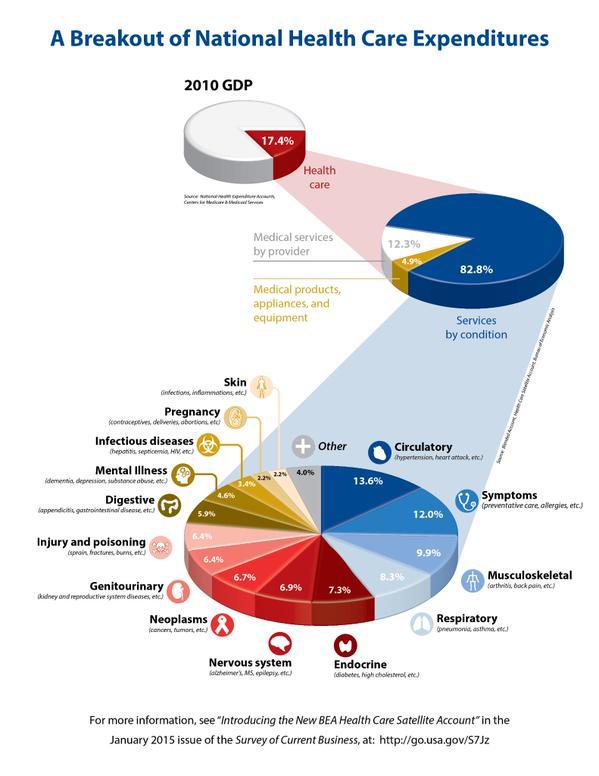 A Breakout of National Health Care Expenditures
2010 GDP
17.4%
Health
care
Source: National Health Expenditure Accounts,
Centers for Medicare & Medicaid Services
Medical services
by provider
12.3%
4.9%
82.8%
Medical products,
appliances, and
equipment
Services
by condition
Source: Blended Account, Health Care Satellite Account, Bureau of Economic Analysis
Skin
(infections, inflammations, etc.)
Pregnancy
(contraceptives, deliveries, abortions, etc)
Infectious diseases
(hepatitis, septicemia, HIV, etc.)
Mental Illness
(dementia, depression, substance abuse, etc.)
Digestive
(appendicitis, gastrointestinal disease, etc.)
Injury and poisoning
(sprain, fractures, burns, etc.)
Genitourinary
(kidney and reproductive system diseases, etc.)
Neoplasms
(cancers, tumors, etc.)
Nervous system
(alzheimer's, MS, epilepsy, etc.)
Endocrine
(diabetes, high cholesterol, etc.)
Respiratory
(pneumonia, asthma, etc.)
Musculoskeletal
(arthritis, back pain, etc.)
Symptoms
(preventative care, allergies, etc.)
Circulatory
(hypertension, heart attack, etc.)
Other
4.0%
13.6%
12.0%
9.9%
8.3%
7.3%
6.9%
6.7%
6.4%
6.4%
5.9%
4.6%
3.4%
2.2%
2.2%
For more information, see "Introducing the New BEA Health Care Satellite Account" in the
January 2015 issue of the Survey of Current Business, at: http://go.usa.gov/S7Jz